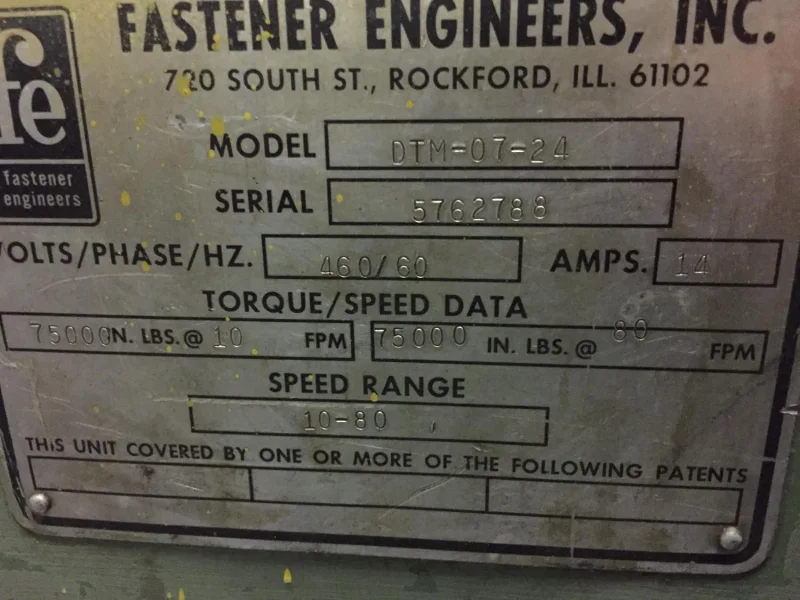 fe
Fastener
engineers
FASTENER ENGINEERS, INC.
720 SOUTH ST., ROCKFORD, ILL. 61102
MODEL DTM-07-24
SERIAL 5762788
VOLTS/PHASE/HZ. 460/60 AMPS. 14
TORQUE/SPEED DATA
75000 IN. LBS. @ 10 FPM 75000 IN. LBS. @ 80 FPM
SPEED RANGE
10-80
THIS UNIT COVERED BY ONE OR MORE OF THE FOLLOWING PATENTS